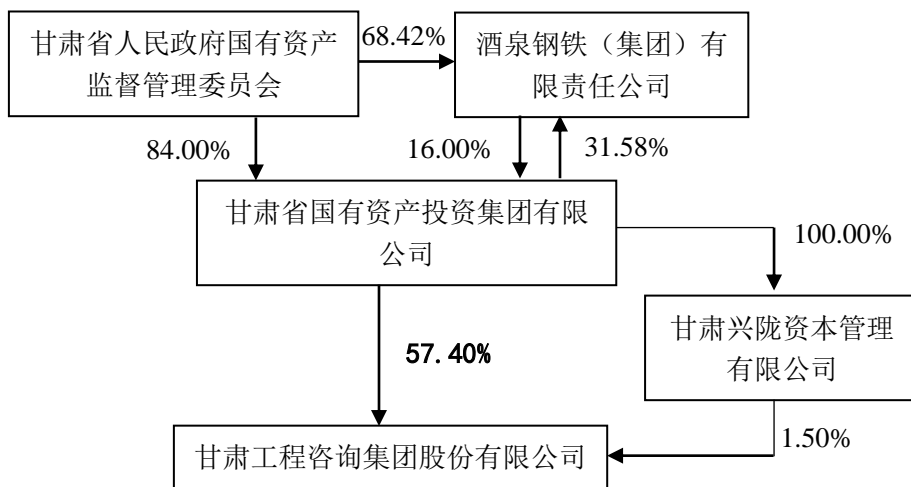 甘肃省人民政府国有资产
监督管理委员会
68.42%
酒泉钢铁（集团）有
限责任公司
84.00%
16.00%
31.58%
甘肃省国有资产投资集团有限
公司
100.00%
57.40%
甘肃兴陇资本管理
有限公司
1.50%
甘肃工程咨询集团股份有限公司